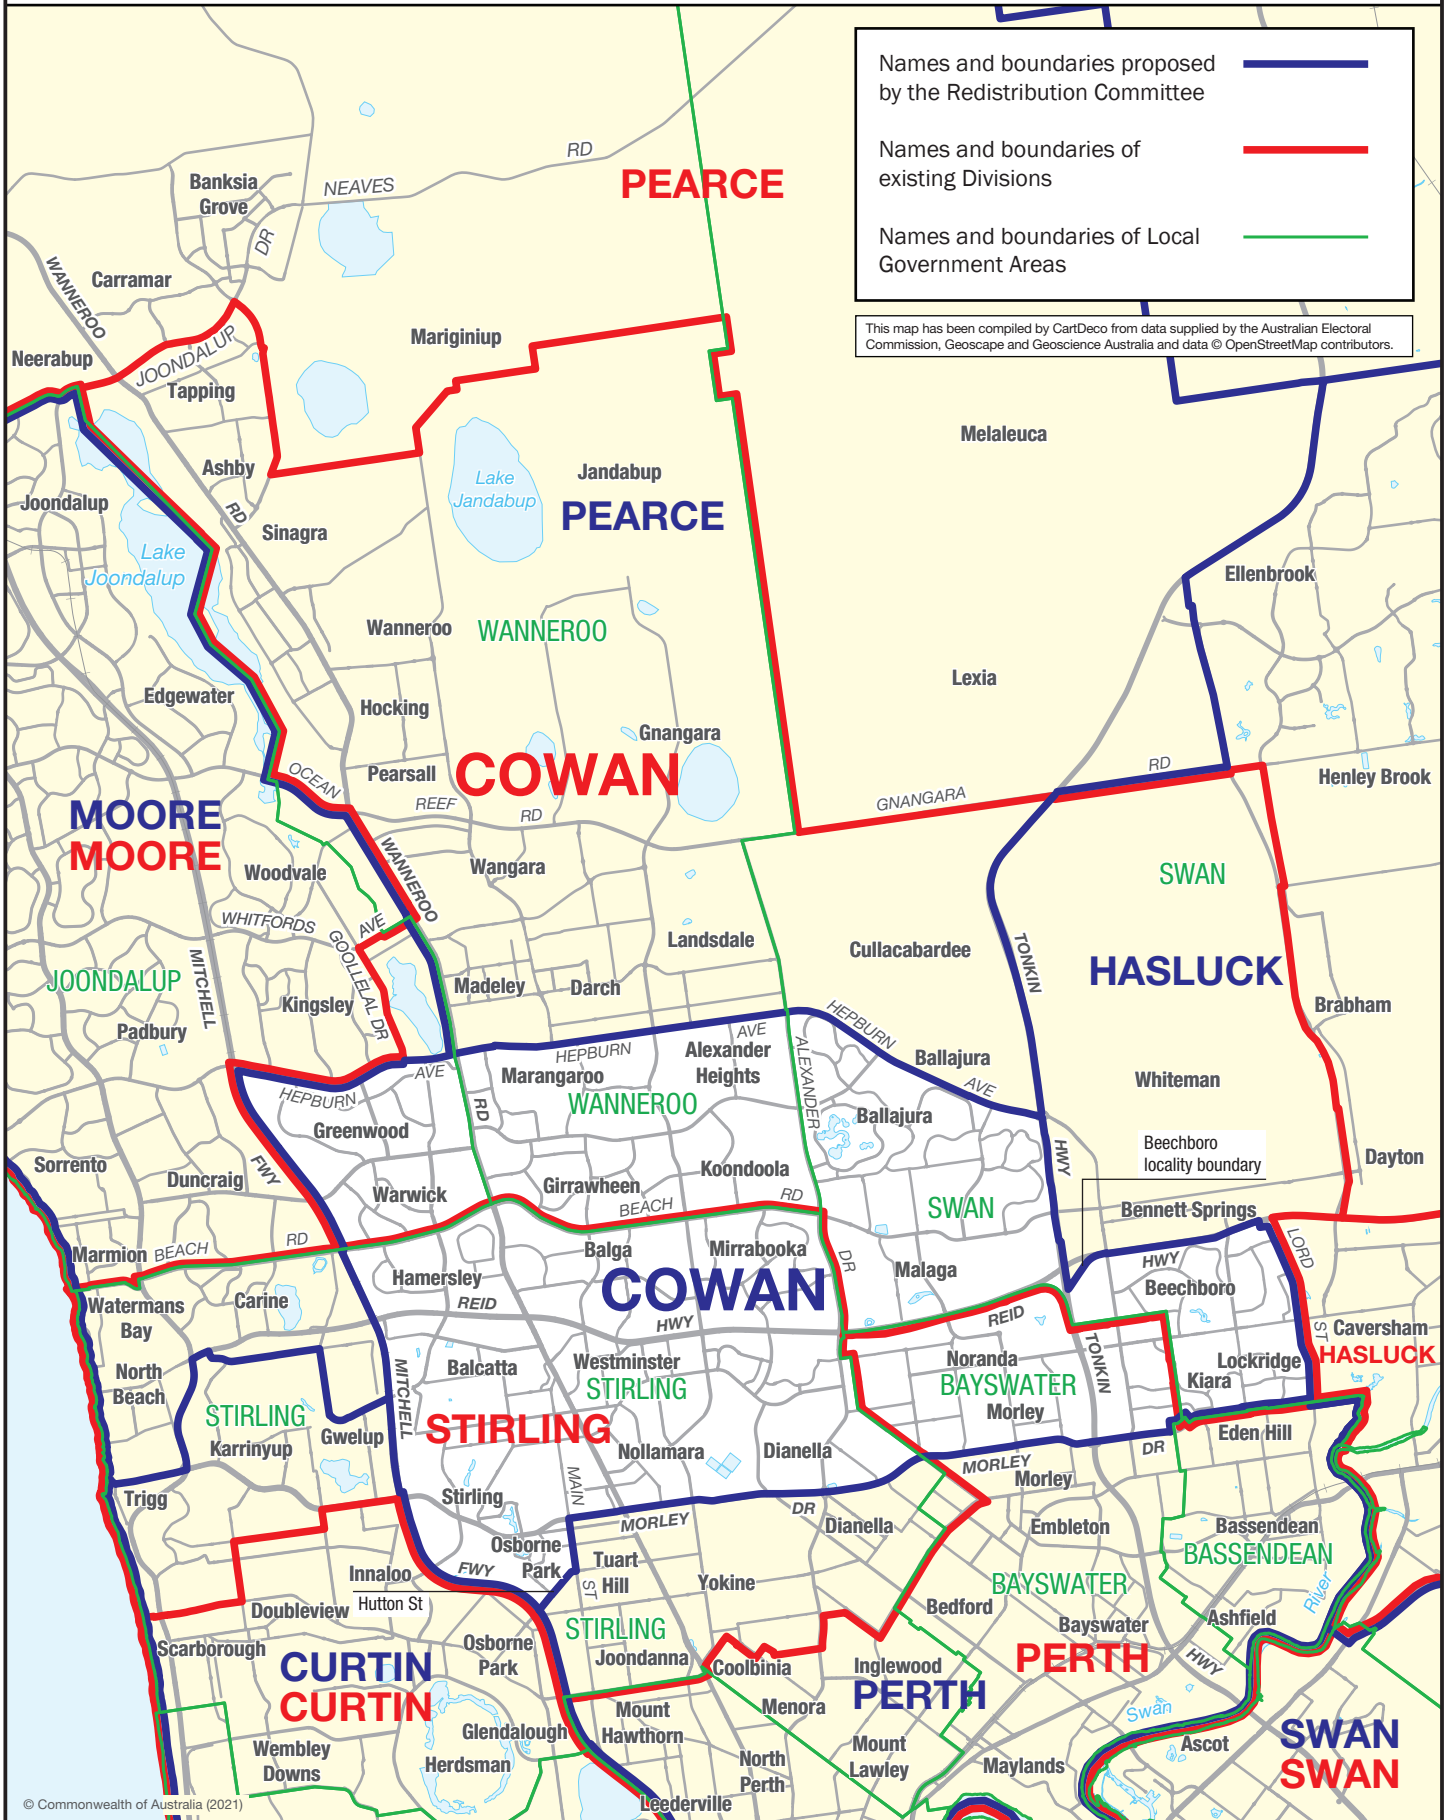 Names and boundaries proposed
by the Redistribution Committee
Names and boundaries of
existing Divisions
Names and boundaries of Local
Government Areas
This map has been compiled by CartDeco from data supplied by the Australian Electoral
Commission, Geoscape and Geoscience Australia and data © OpenStreetMap contributors.
RD
Banksia
Grove
NEAVES
PEARCE
DR
WANNEROO
Carramar
Mariginiup
Neerabup
JOONDALUP
Tapping
Melaleuca
Ashby
Lake
Jandabup
Jandabup
Joondalup
RD
PEARCE
Sinagra
Lake
Joondalup
Ellenbrook
Wanneroo
WANNEROO
Lexia
Edgewater
Hocking
Gnangara
OCEAN
Pearsall
COWAN
RD
Henley Brook
REEF
RD
GNANGARA
MOORE
MOORE
WANNEROO
Woodvale
Wangara
SWAN
WHITFORDS
AVE
Landsdale
Cullacabardee
TONKIN
HASLUCK
JOONDALUP
MITCHELL
GOOLLELAL DR
Kingsley
Madeley
Darch
Brabham
Padbury
HEPBURN
AVE
HEPBURN
Alexander
Heights
ALEXANDER
Ballajura
AVE
Marangaroo
AVE
Whiteman
HEPBURN
RD
WANNEROO
Ballajura
Greenwood
HWY
Beechboro
locality boundary
Sorrento
FWY
Duncraig
Koondoola
Dayton
Warwick
Girrawheen
RD
BEACH
SWAN
Bennett Springs
RD
Marmion
BEACH
Balga
Mirrabooka
DR
LORD
HWY
Hamersley
Malaga
Beechboro
COWAN
Watermans
Bay
Carine
REID
HWY
REID
ST
Caversham
HASLUCK
North
Beach
MITCHELL
Balcatta
Westminster
STIRLING
Noranda
TONKIN
Lockridge
Kiara
BAYSWATER
Morley
STIRLING
Karrinyup
Gwelup
STIRLING
Nollamara
Dianella
Eden Hill
DR
MORLEY
Morley
Trigg
Stirling
MAIN
DR
MORLEY
Dianella
Embleton
Bassendean
BASSENDEAN
Osborne
Park
Innaloo
FWY
Tuart
Hill
ST
Yokine
BAYSWATER
River
Hutton St
Doubleview
Bedford
Bayswater
Ashfield
Scarborough
STIRLING
Joondanna
Osborne
Park
Coolbinia
Inglewood
PERTH
HWY
CURTIN
CURTIN
PERTH
Mount
Hawthorn
Menora
Swan
Glendalough
Herdsman
Wembley
Downs
North
Perth
Mount
Lawley
Maylands
Ascot
SWAN
SWAN
Leederville
© Commonwealth of Australia (2021)